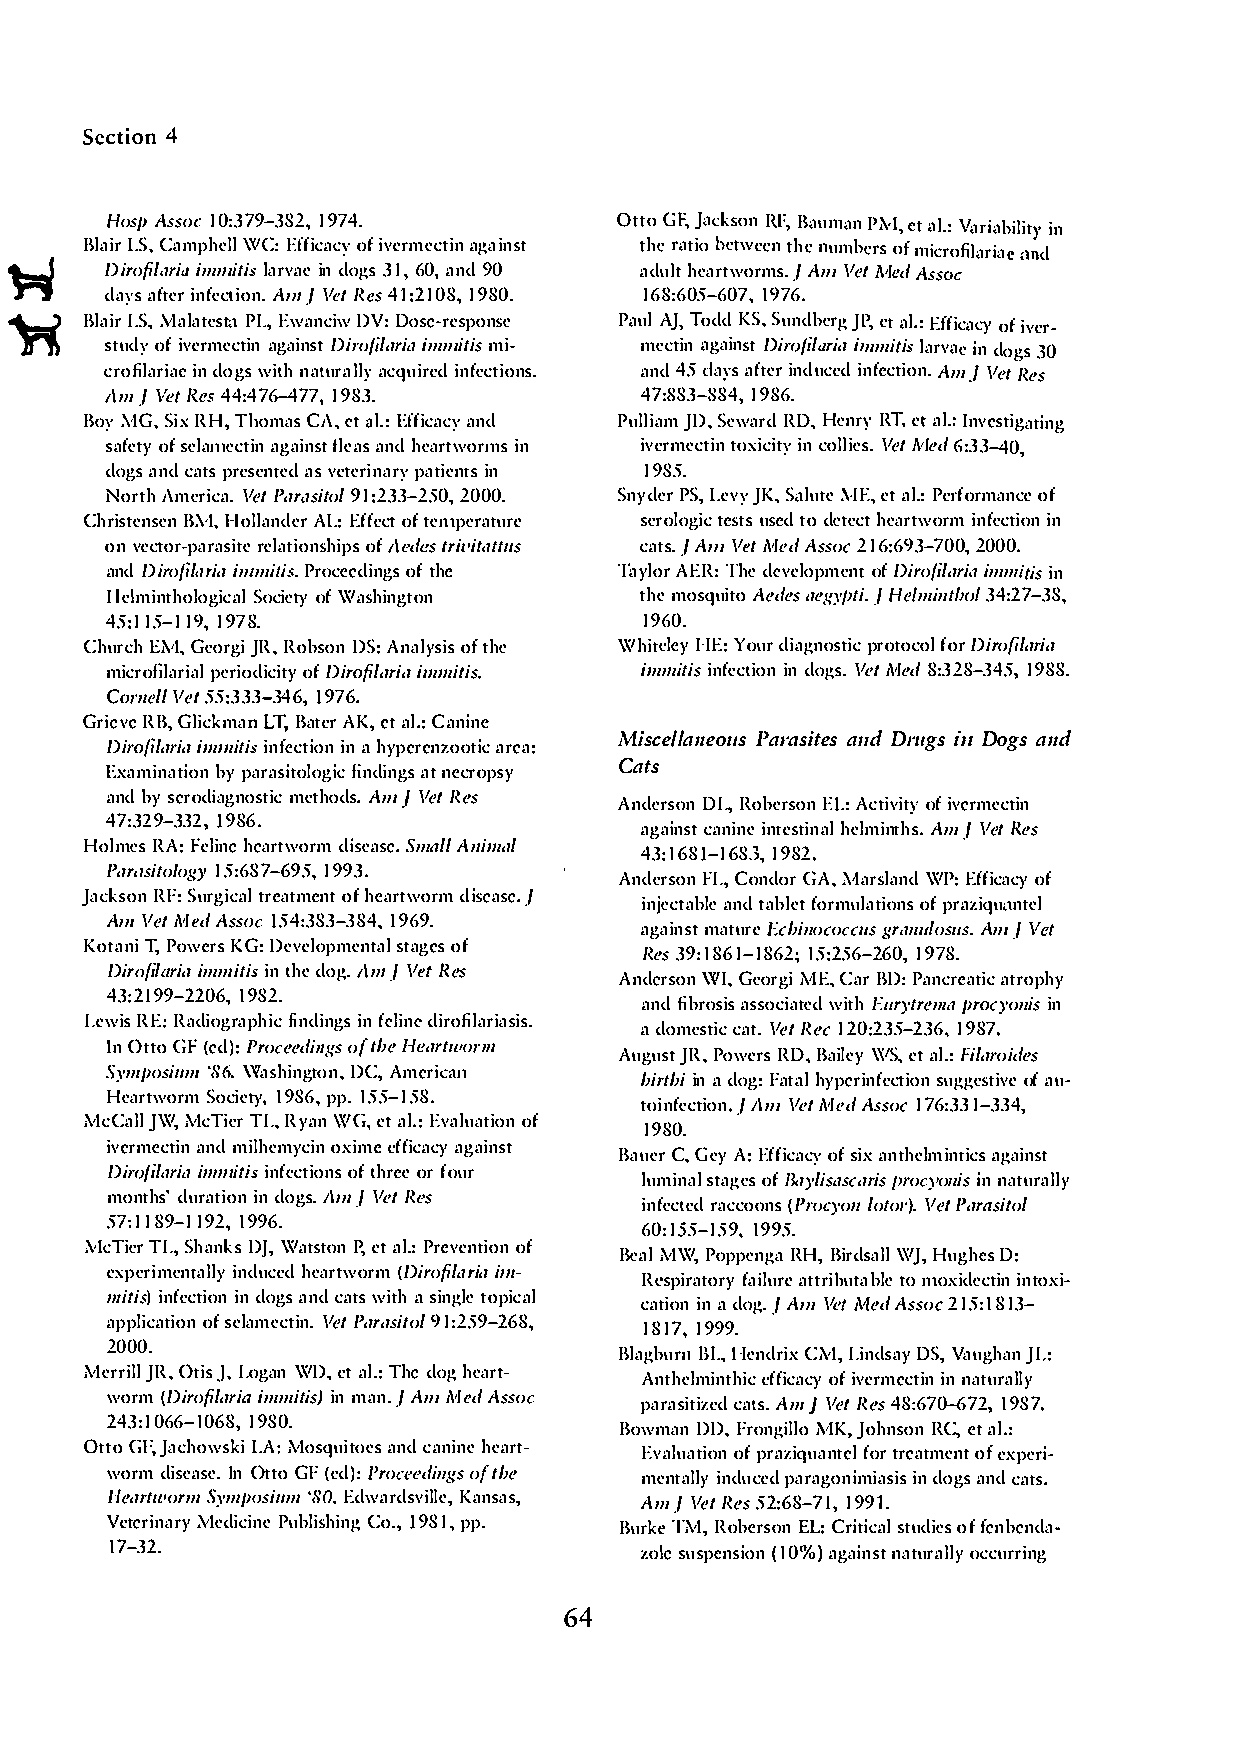 Section 4
Hosp Assoc 10:379–382, 1974.
Blair LS, Camphell WC: Efficacy of ivermectin against
Dirofilaria immitis larvae in dogs 31, 60, and 90
days after infection. Am J Vet Res 41:2108, 1980.
Blair LS, Malatesta PL, Ewanciw DV: Dose-response
study of ivermectin against Dirofilaria immitis mi-
crofilariae in dogs with naturally acquired infections.
Am J Vet Res 44:476–477, 1983.
Boy MG, Six RH, Thomas CA, et al.: Efficacy and
safety of selamectin against fleas and heartworms in
dogs and cats presented as veterinary patients in
North America. Vet Parasitol 91:233–250, 2000.
Christensen BM, Hollander AL: Effect of temperature
on vector-parasite relationships of Aedes trivitattus
and Dirofilaria immitis. Proceedings of the
Helminthological Society of Washington
45:115–119, 1978.
Church EM, Georgi JR, Robson DS: Analysis of the
microfilarial periodicity of Dirofilaria immitis.
Cornell Vet 55:333–346, 1976.
Grieve RB, Glickman LT, Bater AK, et al.: Canine
Dirofilaria immitis infection in a hyperenzootic area:
Examination by parasitologic findings at necropsy
and by serodiagnostic methods. Am J Vet Res
47:329–332, 1986.
Holmes RA: Feline heartworm disease. Small Animal
Parasitology 15:687–695, 1993.
Jackson RF: Surgical treatment of heartworm disease. J
Am Vet Med Assoc 154:383–384, 1969.
Kotani T, Powers KG: Developmental stages of
Dirofilaria immitis in the dog. Am J Vet Res
43:2199–2206, 1982.
Lewis RE: Radiographic findings in feline dirofilariasis.
In Otto GF (ed): Proceedings of the Heartworm
Symposium ‘86. Washington, DC, American
Heartworm Society, 1986, pp. 155–158.
McCall JW, McTier TL, Ryan WG, et al.: Evaluation of
ivermectin and milhemycin oxime efficacy against
Dirofilaria immitis infections of three or four
months' duration in dogs. Am J Vet Res
57:1189–1192, 1996.
McTier TL, Shanks DJ, Watston P, et al.: Prevention of
experimentally induced heartworm (Dirofilaria im-
mitis) infection in dogs and cats with a single topical
application of selamectin. Vet Parasitol 91:259–268,
2000.
Merrill JR, Otis J, Logan WD, et al.: The dog heart-
worm (Dirofilaria immitis) in man. J Am Med Assoc
243:1066–1068, 1980.
Otto GF, Jachowski LA: Mosquitoes and canine heart-
worm disease. In Otto GF (ed): Proceedings of the
Heartworm Symposium ‘80. Edwardsville, Kansas,
Veterinary Medicine Publishing Co., 1981, pp.
17–32.
Otto GF, Jackson RF, Bauman PM, et al.: Variability in
the ratio between the numbers of microfilariae and
adult heartworms. J Am Vet Med Assoc
168:605–607, 1976.
Paul AJ, Todd KS, Sundberg JP, et al.: Efficacy of iver-
mectin against Dirofilaria immitis larvae in dogs 30
and 45 days after induced infection. Am J Vet Res
47:883–884, 1986.
Pulliam JD, Seward RD, Henry RT, et al.: Investigating
ivermectin toxicity in collies. Vet Med 6:33–40,
1985.
Snyder PS, Levy JK, Salute ME, et al.: Performance of
serologic tests used to detect heartworm infection in
cats. J Am Vet Med Assoc 216:693–700, 2000.
Taylor AER: The development of Dirofilaria immitis in
the mosquito Aedes aegypti. J Helminthol 34:27–38,
1960.
Whiteley HE: Your diagnostic protocol for Dirofilaria
immitis infection in dogs. Vet Med 8:328–345, 1988.
Miscellaneous Parasites and Drugs in Dogs and
Cats
Anderson DL, Roberson EL: Activity of ivermectin
against canine intestinal helminths. Am J Vet Res
43:1681–1683, 1982.
Anderson FL, Condor GA, Marsland WP: Efficacy of
injectable and tablet formulations of praziquantel
against mature Echinococcus granulosus. Am J Vet
Res 39:1861–1862; 15:256–260, 1978.
Anderson WI, Georgi ME, Car BD: Pancreatic atrophy
and fibrosis associated with Eurytrema procyonis in
a domestic cat. Vet Rec 120:235–236, 1987.
August JR, Powers RD, Bailey WS, et al.: Filaroides
hirthi in a dog: Fatal hyperinfection suggestive of au-
toinfection. J Am Vet Med Assoc 176:331–334,
1980.
Bauer C, Gey A: Efficacy of six anthelmintics against
luminal stages of Baylisascaris procyonis in naturally
infected raccoons (Procyon lotor). Vet Parasitol
60:155–159, 1995.
Beal MW, Poppenga RH, Birdsall WJ, Hughes D:
Respiratory failure attributable to moxidectin intoxi-
cation in a dog. J Am Vet Med Assoc 215:1813–
1817, 1999.
Blagburn BL, Hendrix CM, Lindsay DS, Vaughan JL:
Anthelminthic efficacy of ivermectin in naturally
parasitized cats. Am J Vet Res 48:670–672, 1987.
Bowman DD, Frongillo MK, Johnson RC, et al.:
Evaluation of praziquantel for treatment of experi-
mentally induced paragonimiasis in dogs and cats.
Am J Vet Res 52:68–71, 1991.
Burke TM, Roberson EL: Critical studies of fenbenda-
zole suspension (10%) against naturally occurring
64